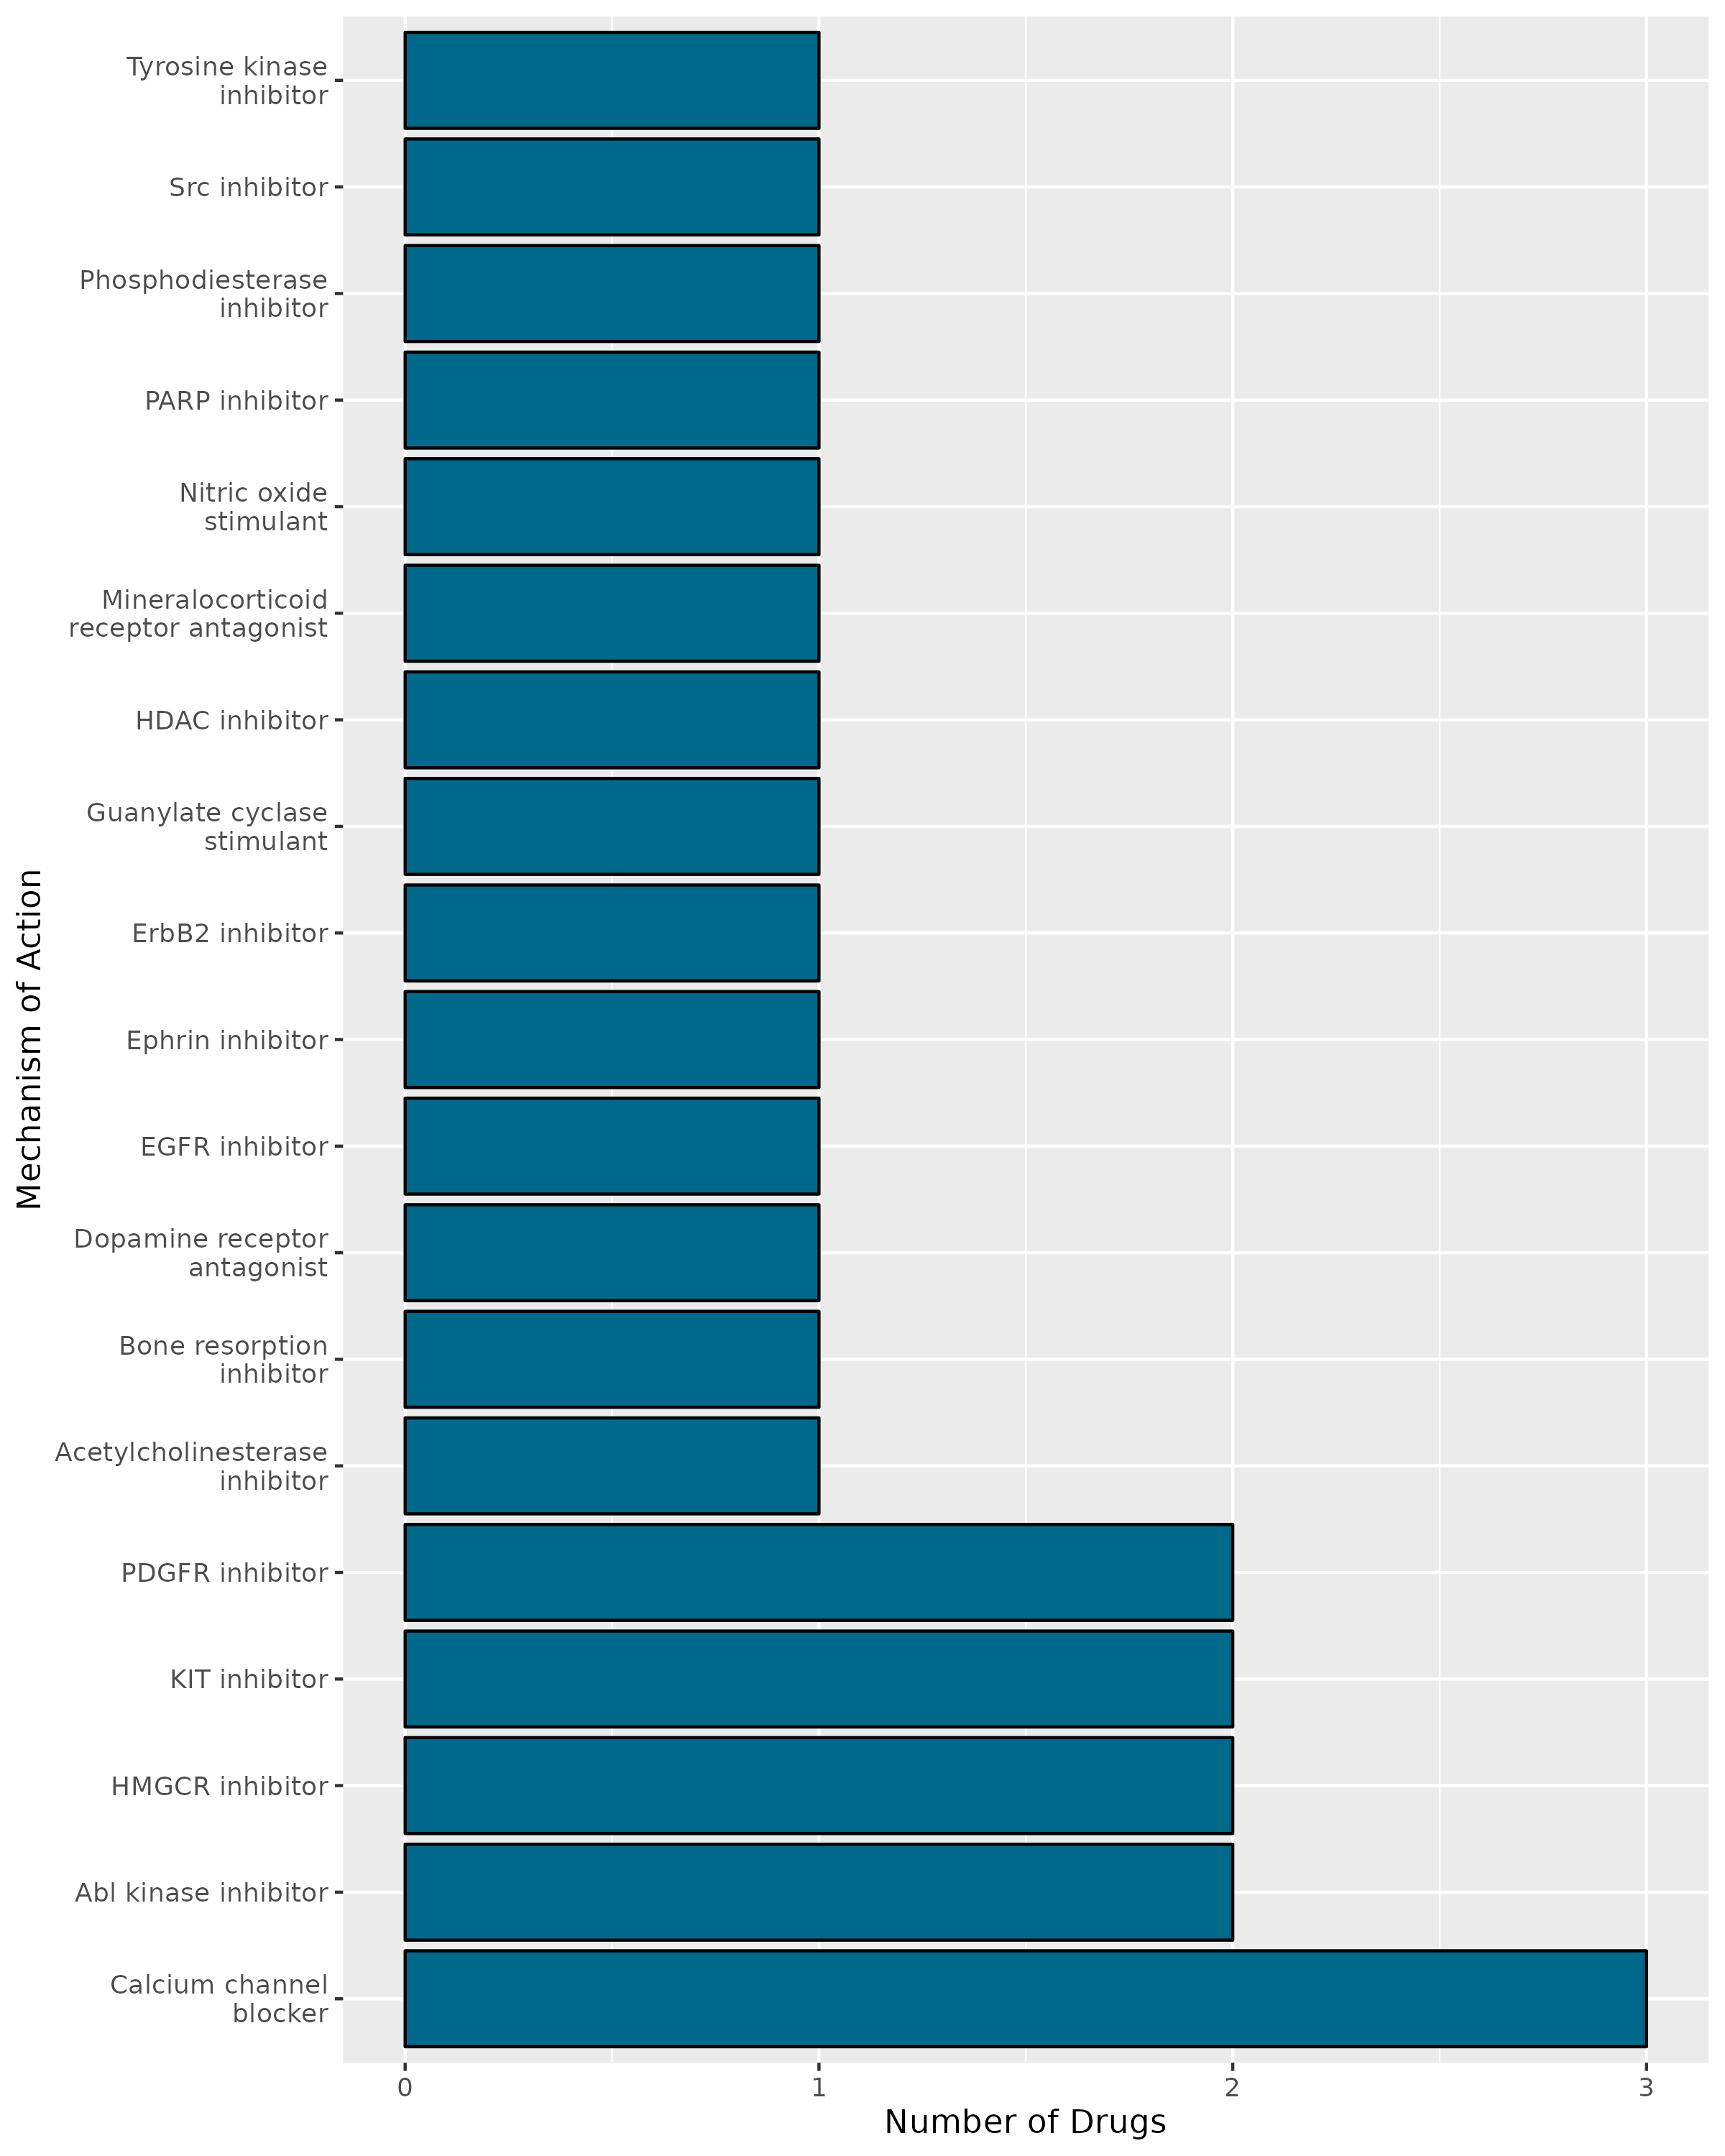 Tyrosine kinase
inhibitor
Src inhibitor
Phosphodiesterase
inhibitor
PARP inhibitor
Nitric oxide
stimulant
Mineralocorticoid
receptor antagonist
HDAC inhibitor
Guanylate cyclase
stimulant
ErbB2 inhibitor
Ephrin inhibitor
EGFR inhibitor
Dopamine receptor
antagonist
Bone resorption
inhibitor
Acetylcholinesterase
inhibitor
PDGFR inhibitor
KIT inhibitor
HMGCR inhibitor
Abl kinase inhibitor
Calcium channel
blocker
Mechanism of Action
0 1 2 3
Number of Drugs